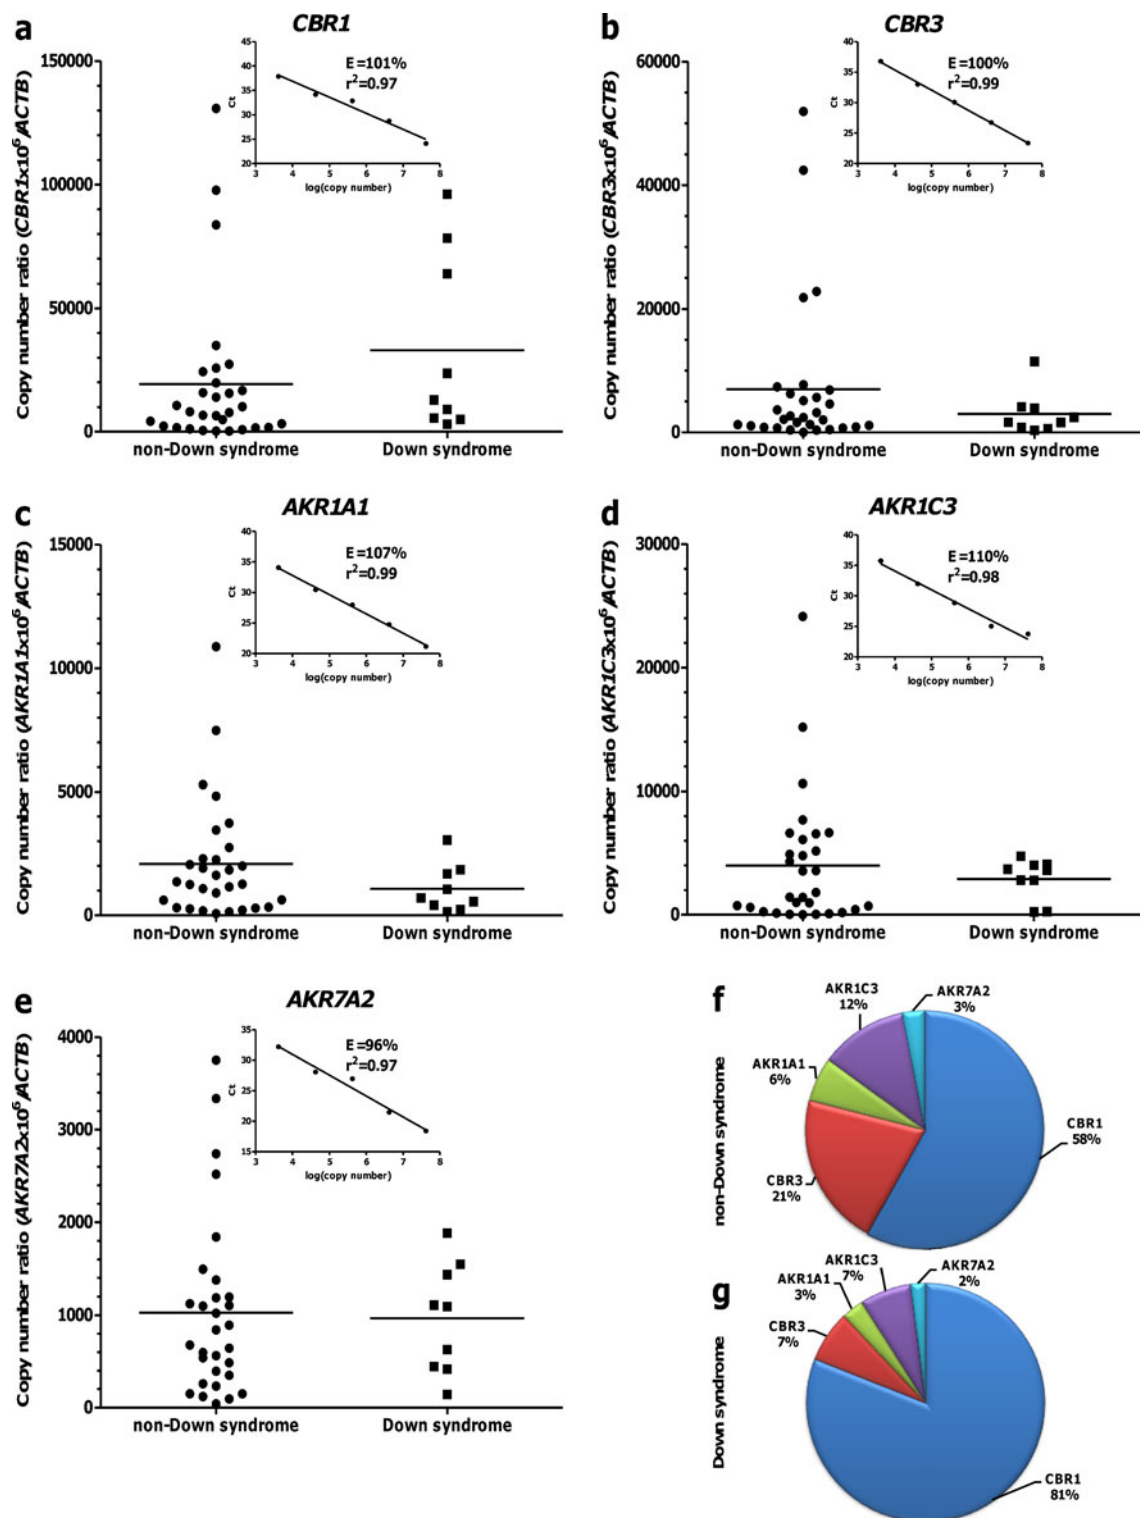 a
CBR1
Copy number ratio (CBR1x10⁶/ACTB)
150000
100000
50000
0
non-Down syndrome
Down syndrome
45
40
35
30
25
20
Ct
E =101%
r²=0.97
3 4 5 6 7 8
log(copy number)
b
CBR3
Copy number ratio (CBR3x10⁶/ACTB)
60000
40000
20000
0
non-Down syndrome
Down syndrome
40
35
30
25
20
Ct
E =100%
r²=0.99
3 4 5 6 7 8
log(copy number)
c
AKR1A1
Copy number ratio (AKR1A1x10⁶/ACTB)
15000
10000
5000
0
non-Down syndrome
Down syndrome
40
35
30
25
20
Ct
E =107%
r²=0.99
3 4 5 6 7 8
log(copy number)
d
AKR1C3
Copy number ratio (AKR1C3x10⁶/ACTB)
30000
20000
10000
0
non-Down syndrome
Down syndrome
40
35
30
25
20
Ct
E =110%
r²=0.98
3 4 5 6 7 8
log(copy number)
e
AKR7A2
Copy number ratio (AKR7A2x10⁶/ACTB)
4000
3000
2000
1000
0
non-Down syndrome
Down syndrome
35
30
25
20
15
Ct
E =96%
r²=0.97
3 4 5 6 7 8
log(copy number)
f
non-Down syndrome
AKR1C3
12%
AKR7A2
3%
AKR1A1
6%
CBR1
58%
CBR3
21%
g
Down syndrome
AKR1C3
7%
AKR7A2
2%
AKR1A1
3%
CBR3
7%
CBR1
81%